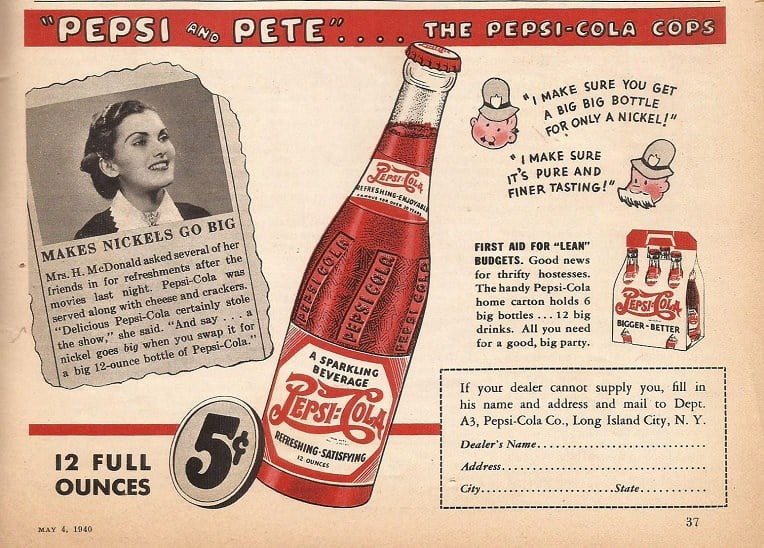 "PEPSI AND PETE".... THE PEPSI-COLA COPS
MAKES NICKELS GO BIG
Mrs. H. McDonald asked several of her
friends in for refreshments after the
movies last night. Pepsi-Cola was
served along with cheese and crackers.
"Delicious Pepsi-Cola certainly stole
the show," she said. "And say . . . a
nickel goes big when you swap it for
a big 12-ounce bottle of Pepsi-Cola."
12 FULL
OUNCES
5¢
PEPSI=COLA
REFRESHING-ENJOYABLE
FAMOUS FOR OVER 30 YEARS
PEPSI COLA
PEPSI COLA
PEPSI COLA
A SPARKLING
BEVERAGE
PEPSI=COLA
REFRESHING-SATISFYING
12 OUNCES
"I MAKE SURE YOU GET
A BIG BIG BOTTLE
FOR ONLY A NICKEL!"
"I MAKE SURE
IT'S PURE AND
FINER TASTING!"
FIRST AID FOR "LEAN"
BUDGETS. Good news
for thrifty hostesses.
The handy Pepsi-Cola
home carton holds 6
big bottles . . . 12 big
drinks. All you need
for a good, big party.
PEPSI=COLA
BIGGER-BETTER
If your dealer cannot supply you, fill in
his name and address and mail to Dept.
A3, Pepsi-Cola Co., Long Island City, N. Y.
Dealer's Name
Address
City State
MAY 4, 1940
37